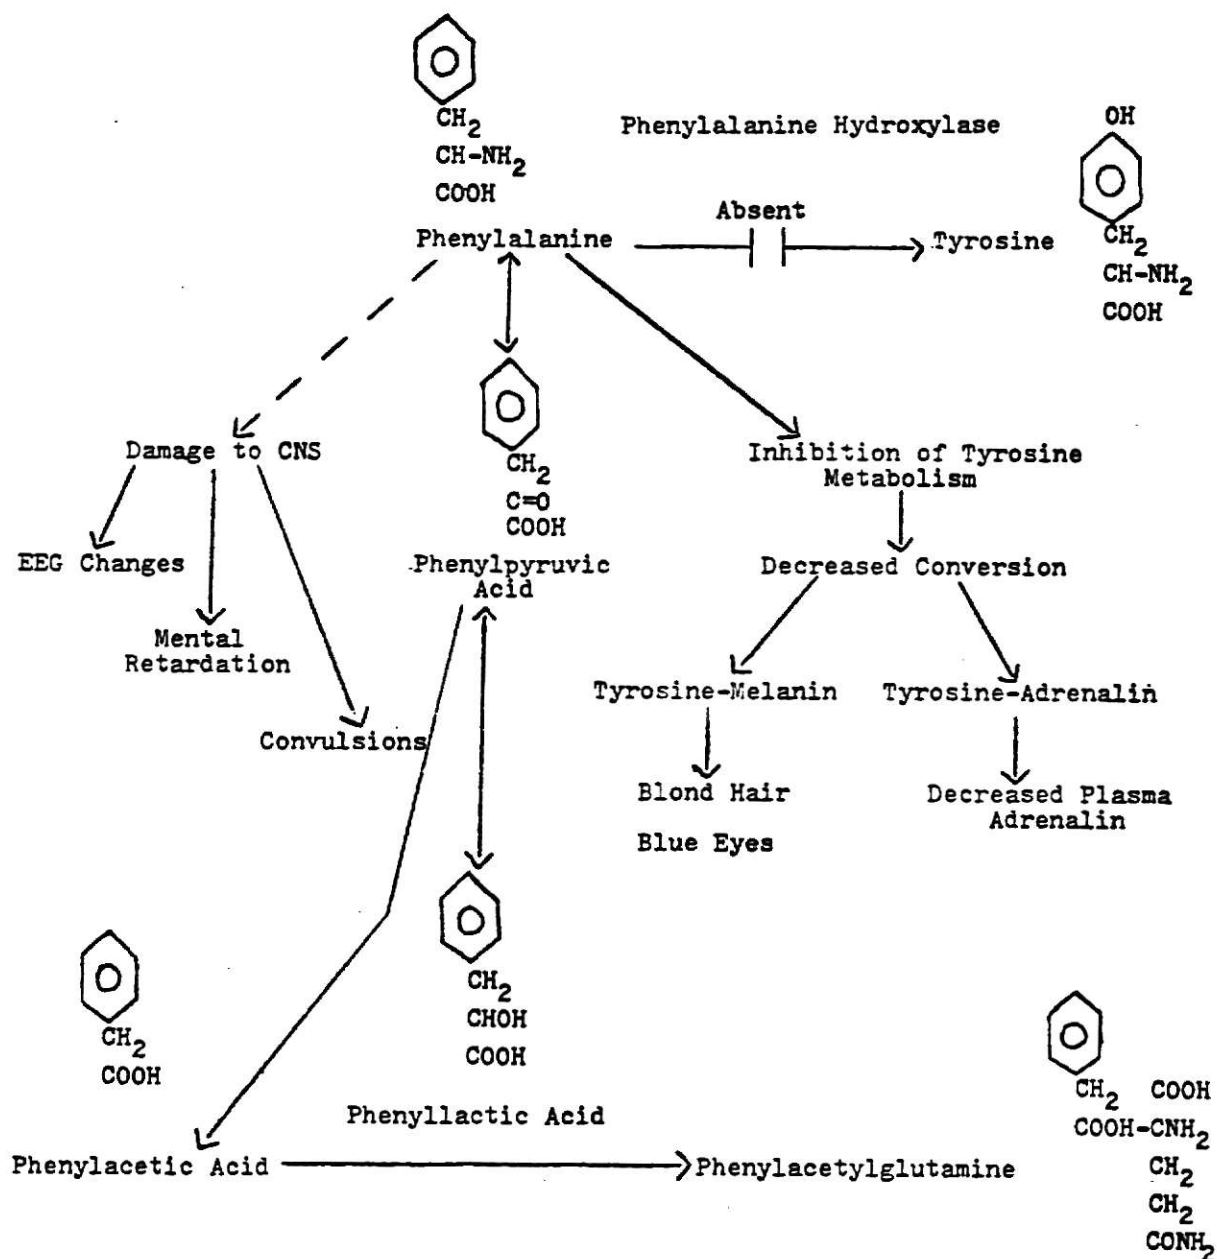 CH2
CH-NH2
COOH
Phenylalanine
Phenylalanine Hydroxylase
Absent
OH
Tyrosine
CH2
CH-NH2
COOH
Damage to CNS
EEG Changes
Mental
Retardation
Convulsions
CH2
C=O
COOH
Phenylpyruvic
Acid
Inhibition of Tyrosine
Metabolism
Decreased Conversion
Tyrosine-Melanin
Tyrosine-Adrenalin
Blond Hair
Blue Eyes
Decreased Plasma
Adrenalin
CH2
CHOH
COOH
Phenyllactic Acid
CH2
COOH
Phenylacetic Acid
Phenylacetylglutamine
CH2 COOH
COOH-CNH2
CH2
CH2
CONH2